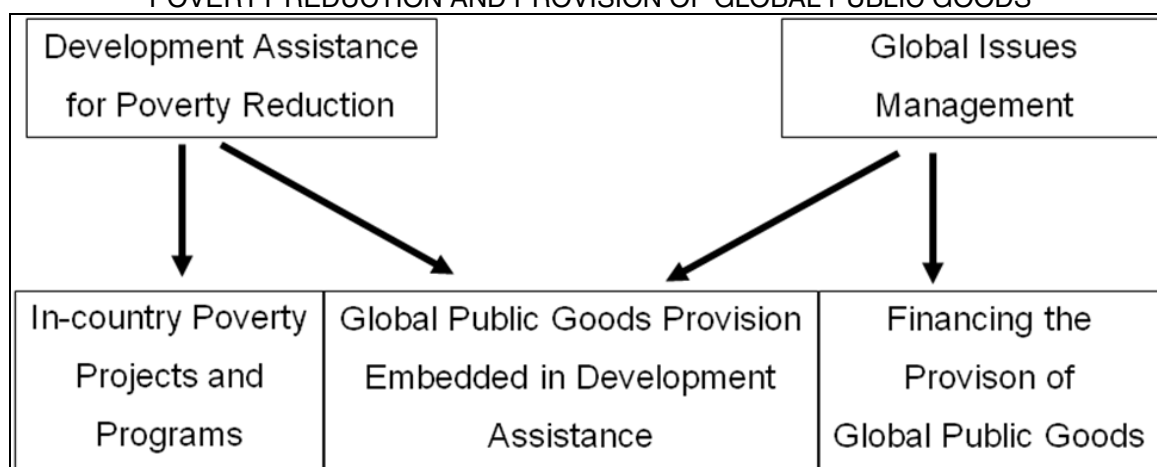 POVERTY REDUCTION AND PROVISION OF GLOBAL PUBLIC GOODS
Development Assistance
for Poverty Reduction
Global Issues
Management
In-country Poverty
Projects and
Programs
Global Public Goods Provision
Embedded in Development
Assistance
Financing the
Provison of
Global Public Goods